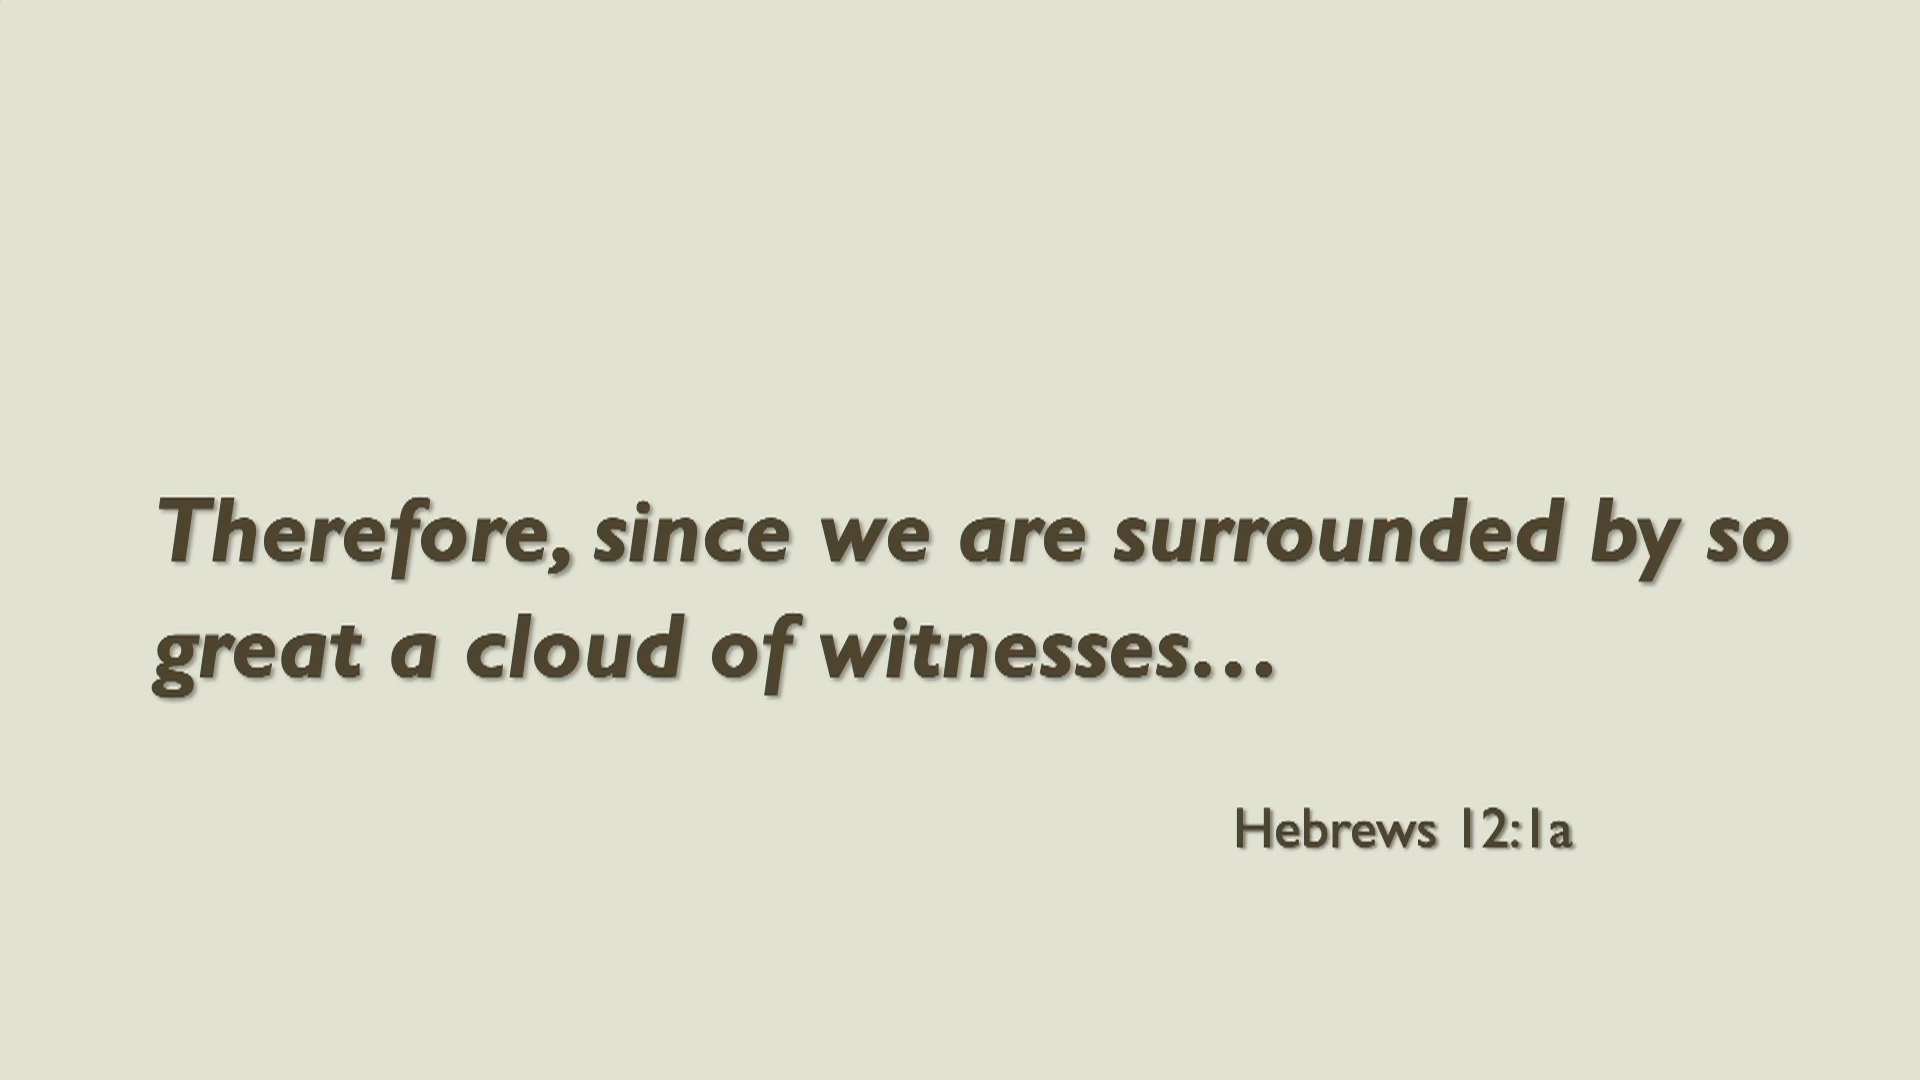 Therefore, since we are surrounded by so
great a cloud of witnesses…
Hebrews 12:1a